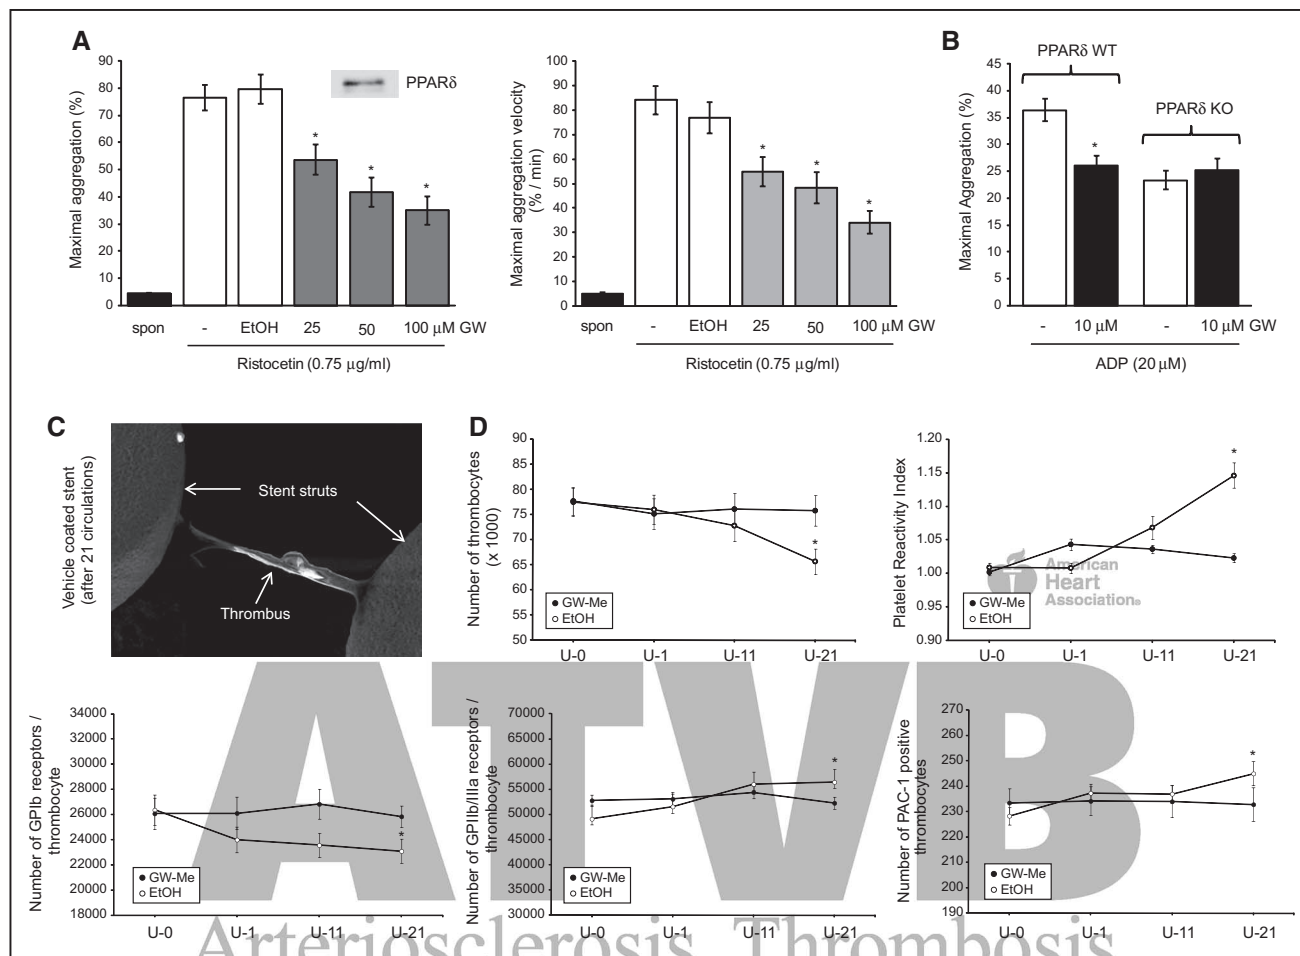 A
Maximal aggregation (%)
90
80
70
60
50
40
30
20
10
0
PPARδ
*
*
*
spon
-
EtOH
25
50
100 μM GW
Ristocetin (0.75 μg/ml)
Maximal aggregation velocity
(% / min)
100
90
80
70
60
50
40
30
20
10
0
*
*
*
spon
-
EtOH
25
50
100 μM GW
Ristocetin (0.75 μg/ml)
B
Maximal Aggregation (%)
45
40
35
30
25
20
15
10
5
0
PPARδ WT
PPARδ KO
*
-
10 μM
-
10 μM GW
ADP (20 μM)
C
Vehicle coated stent
(after 21 circulations)
Stent struts
Thrombus
D
Number of thrombocytes
(x 1000)
90
85
80
75
70
65
60
55
50
*
GW-Me
EtOH
U-0
U-1
U-11
U-21
Platelet Reactivity Index
1.20
1.15
1.10
1.05
1.00
0.95
0.90
*
American
Heart
Association®
GW-Me
EtOH
U-0
U-1
U-11
U-21
Number of GPIIb receptors /
thrombocyte
34000
32000
30000
28000
26000
24000
22000
20000
18000
*
GW-Me
EtOH
U-0
U-1
U-11
U-21
Number of GPIIb/IIIa receptors /
thrombocyte
70000
65000
60000
55000
50000
45000
40000
35000
30000
*
GW-Me
EtOH
U-0
U-1
U-11
U-21
Number of PAC-1 positive
thrombocytes
270
260
250
240
230
220
210
200
190
*
GW-Me
EtOH
U-0
U-1
U-11
U-21
ATVB
Arteriosclerosis, Thrombosis,